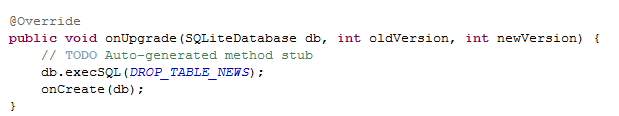 @Override
public void onUpgrade(SQLiteDatabase db, int oldVersion, int newVersion) {
    // TODO Auto-generated method stub
    db.execSQL(DROP_TABLE_NEWS);
    onCreate(db);
}